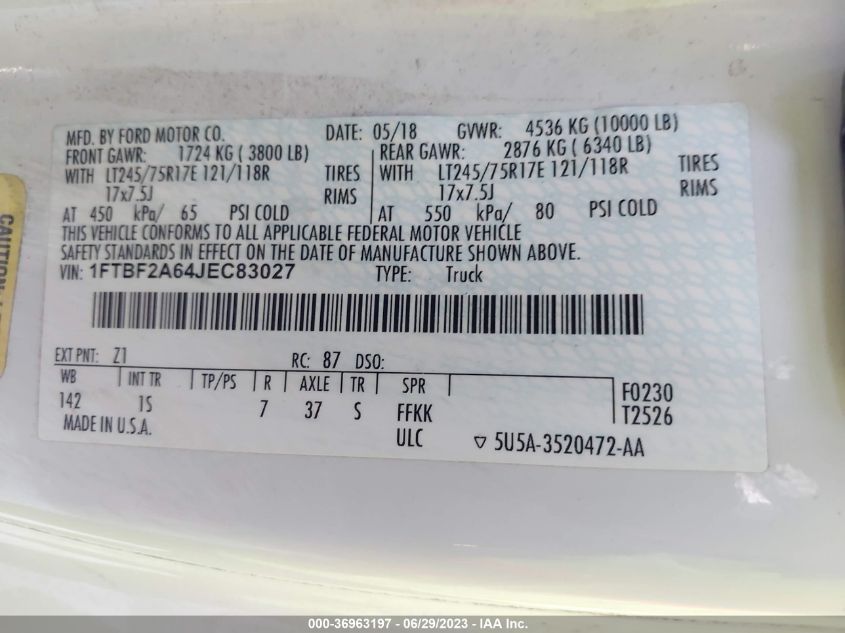 MFD. BY FORD MOTOR CO. DATE: 05/18 GVWR: 4536 KG (10000 LB)
FRONT GAWR: 1724 KG ( 3800 LB) REAR GAWR: 2876 KG ( 6340 LB)
WITH LT245/75R17E 121/118R TIRES WITH LT245/75R17E 121/118R TIRES
17x7.5J RIMS 17x7.5J RIMS
AT 450 kPa/ 65 PSI COLD AT 550 kPa/ 80 PSI COLD
THIS VEHICLE CONFORMS TO ALL APPLICABLE FEDERAL MOTOR VEHICLE
SAFETY STANDARDS IN EFFECT ON THE DATE OF MANUFACTURE SHOWN ABOVE.
VIN: 1FTBF2A64JEC83027 TYPE: Truck
EXT PNT: Z1 RC: 87 DSO:
WB INT TR TP/PS R AXLE TR SPR
142 1S 7 37 S FFKK F0230
T2526
MADE IN U.S.A. ULC ▽ 5U5A-3520472-AA
CAUTION
000-36963197 - 06/29/2023 - IAA Inc.